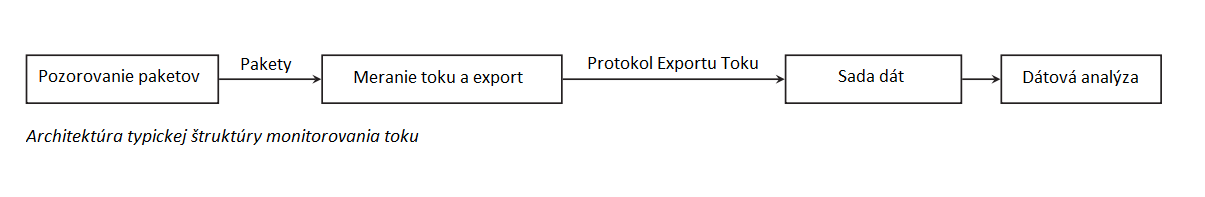 Pozorovanie paketov
Pakety
Meranie toku a export
Protokol Exportu Toku
Sada dát
Dátová analýza
Architektúra typickej štruktúry monitorovania toku